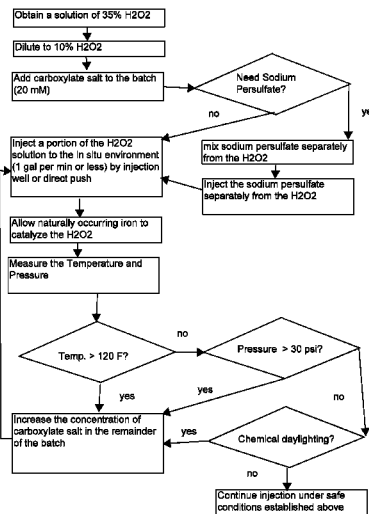 Obtain a solution of 35% H2O2
Dilute to 10% H2O2
Add carboxylate salt to the batch
(20 mM)
Need Sodium
Persulfate?
no
Inject a portion of the H2O2
solution to the in situ environment
(1 gal per min or less) by injection
well or direct push
mix sodium persulfate separately
from the H2O2
Inject the sodium persulfate
separately from the H2O2
Allow naturally occurring iron to
catalyze the H2O2
Measure the Temperature and
Pressure
no
Temp. > 120 F?
Pressure > 30 psi?
yes
yes
no
Increase the concentration of
carboxylate salt in the remainder
of the batch
yes
Chemical daylighting?
no
Continue injection under safe
conditions established above